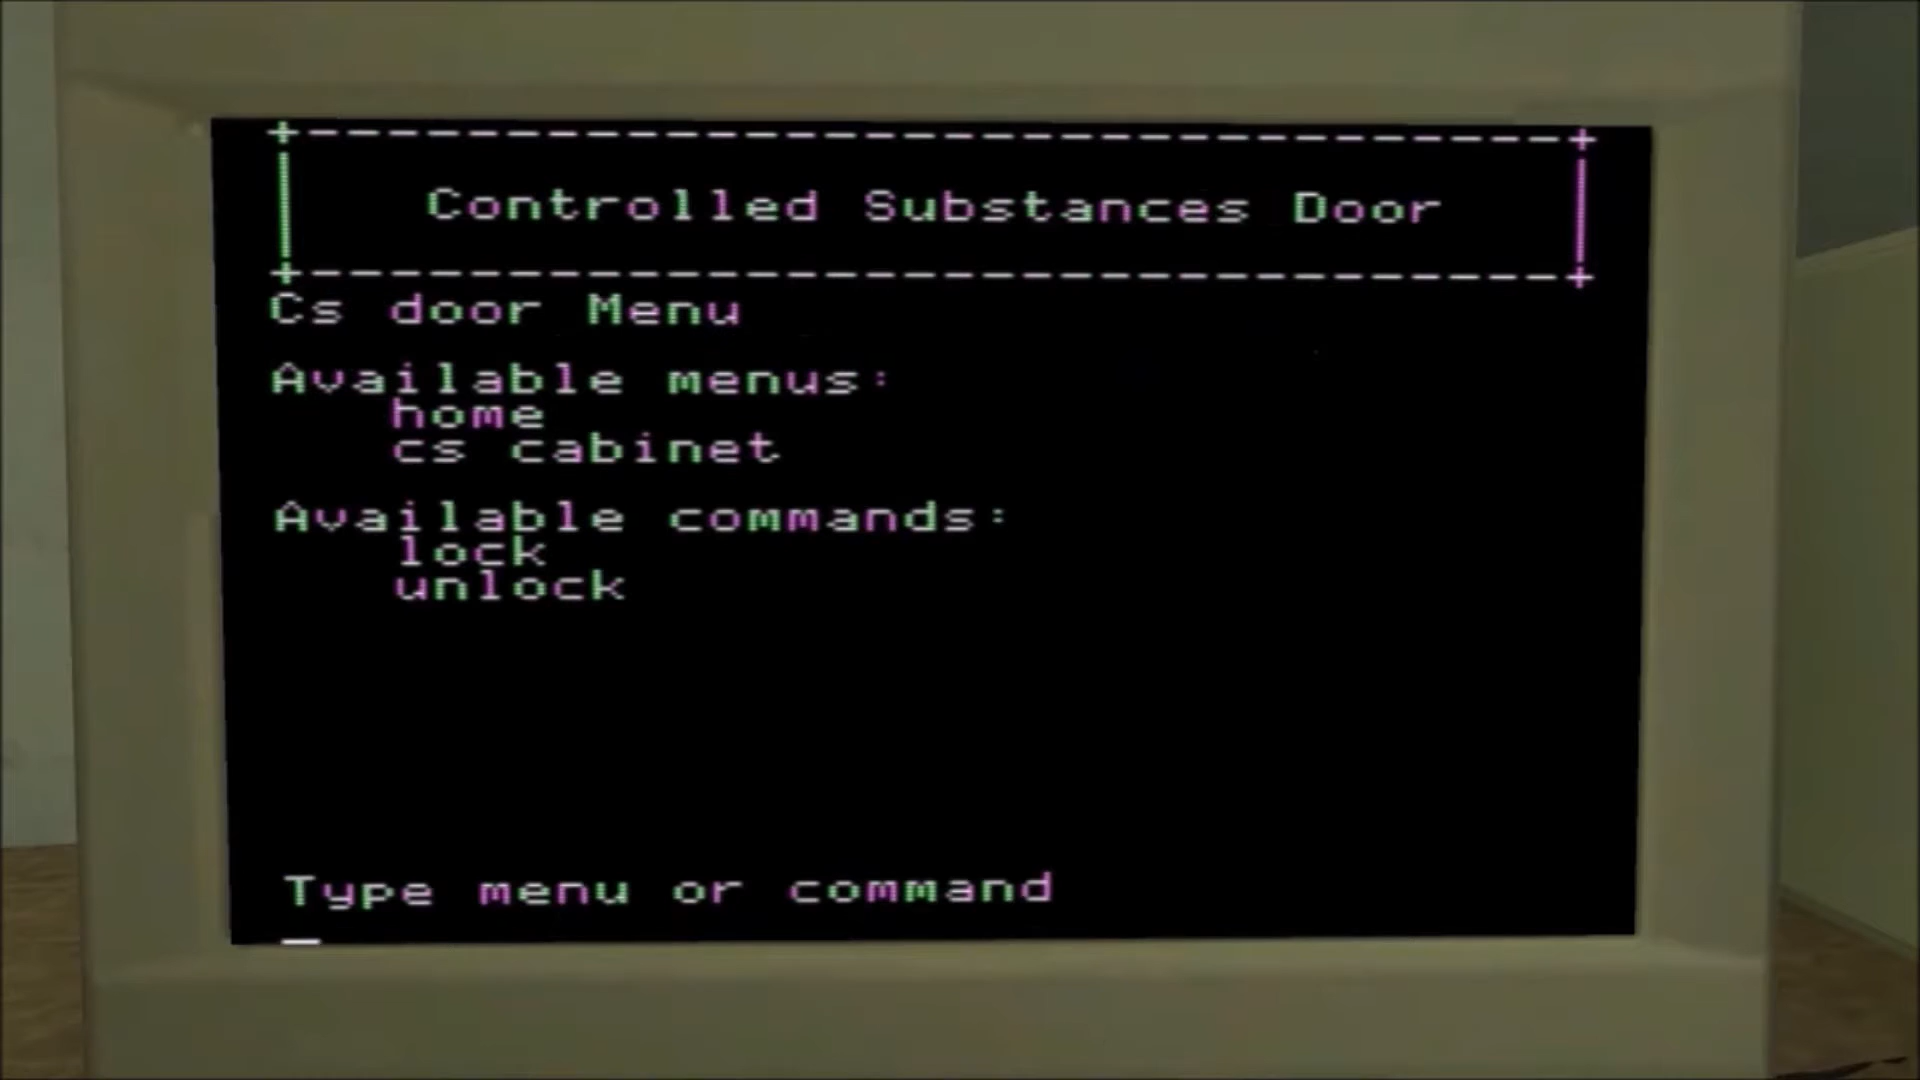 Controlled Substances Door
Cs door Menu
Available menus:
home
cs cabinet
Available commands:
lock
unlock
Type menu or command